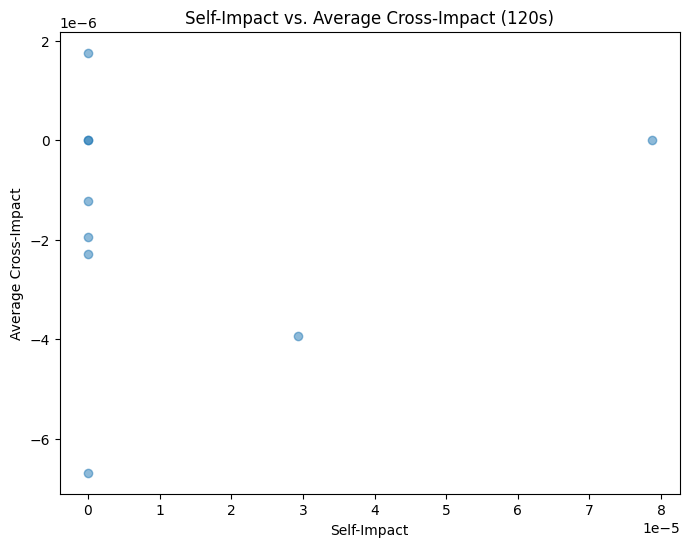 Self-Impact vs. Average Cross-Impact (120s)
1e−6
2
0
−2
−4
−6
Average Cross-Impact
0 1 2 3 4 5 6 7 8
1e−5
Self-Impact